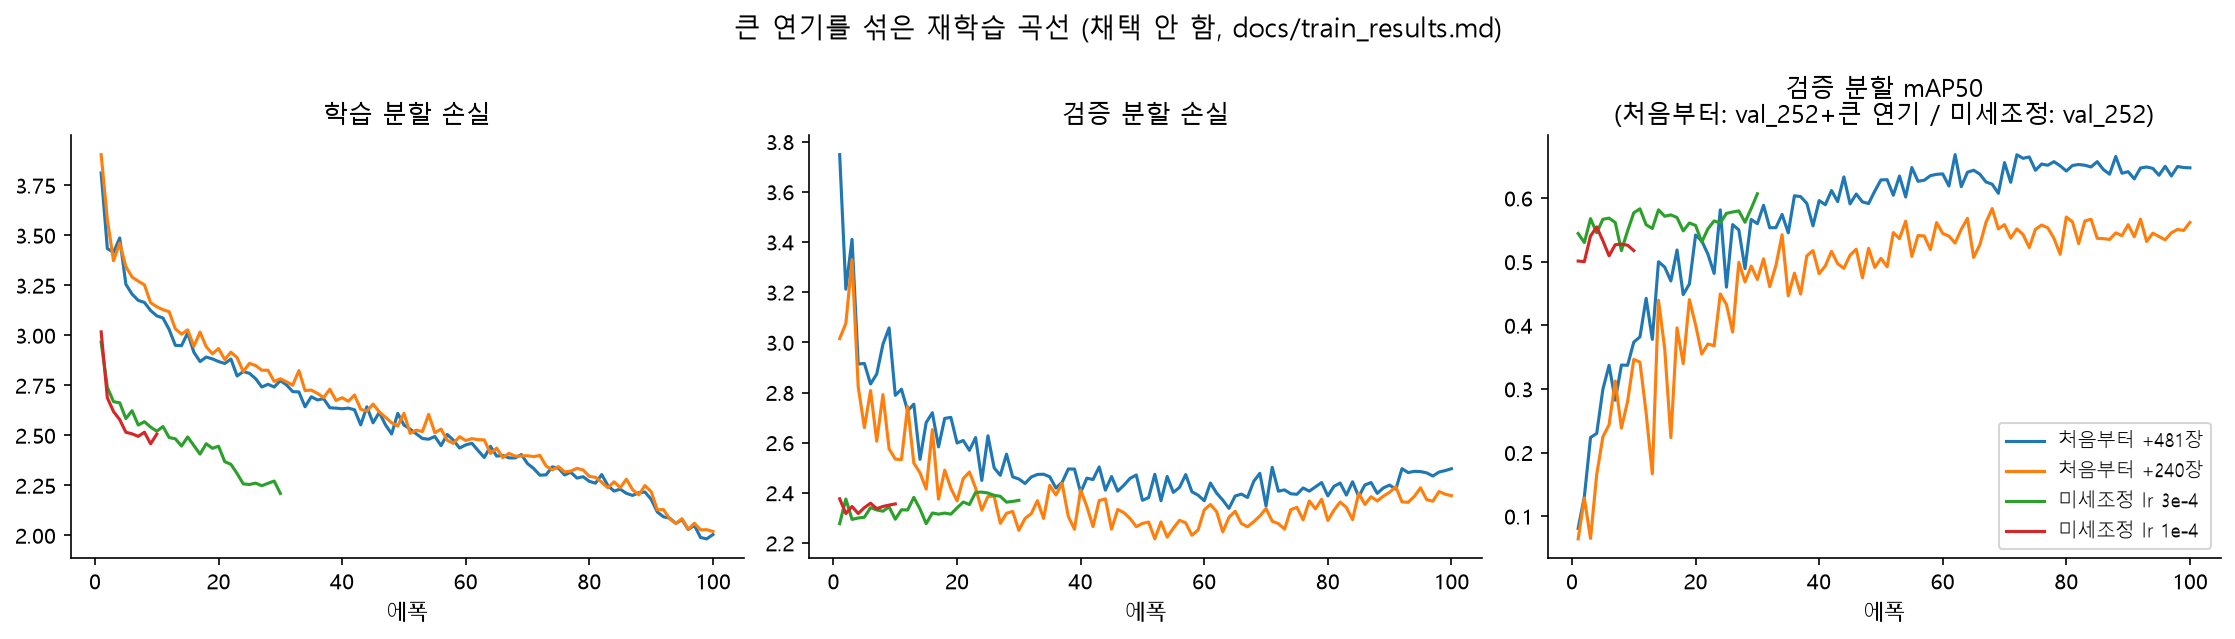 큰 연기를 섞은 재학습 곡선 (채택 안 함, docs/train_results.md)
학습 분할 손실
3.75
3.50
3.25
3.00
2.75
2.50
2.25
2.00
0 20 40 60 80 100
에폭
검증 분할 손실
3.8
3.6
3.4
3.2
3.0
2.8
2.6
2.4
2.2
0 20 40 60 80 100
에폭
검증 분할 mAP50
(처음부터: val_252+큰 연기 / 미세조정: val_252)
0.6
0.5
0.4
0.3
0.2
0.1
0 20 40 60 80 100
에폭
처음부터 +481장
처음부터 +240장
미세조정 lr 3e-4
미세조정 lr 1e-4